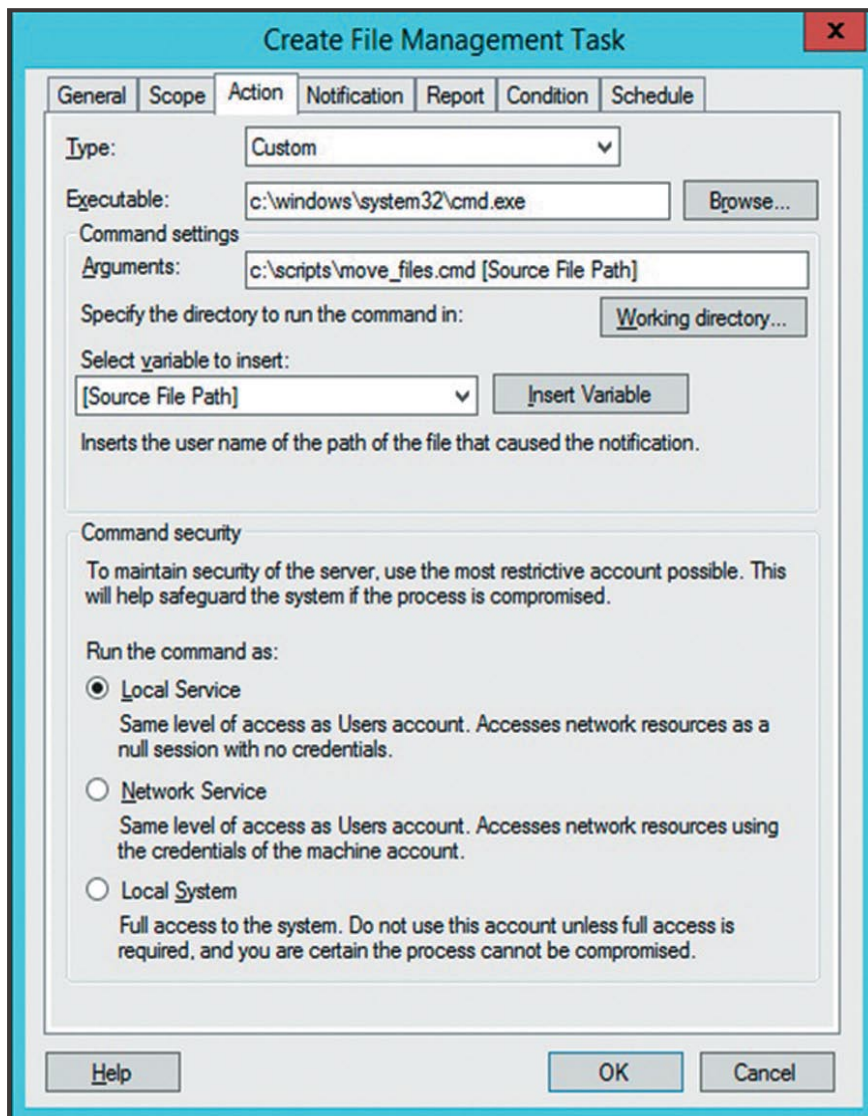 Create File Management Task
x
General Scope Action Notification Report Condition Schedule
Type: Custom
Executable: c:\windows\system32\cmd.exe Browse...
Command settings
Arguments: c:\scripts\move_files.cmd [Source File Path]
Specify the directory to run the command in: Working directory...
Select variable to insert:
[Source File Path] Insert Variable
Inserts the user name of the path of the file that caused the notification.
Command security
To maintain security of the server, use the most restrictive account possible. This
will help safeguard the system if the process is compromised.
Run the command as:
Local Service
Same level of access as Users account. Accesses network resources as a
null session with no credentials.
Network Service
Same level of access as Users account. Accesses network resources using
the credentials of the machine account.
Local System
Full access to the system. Do not use this account unless full access is
required, and you are certain the process cannot be compromised.
Help OK Cancel